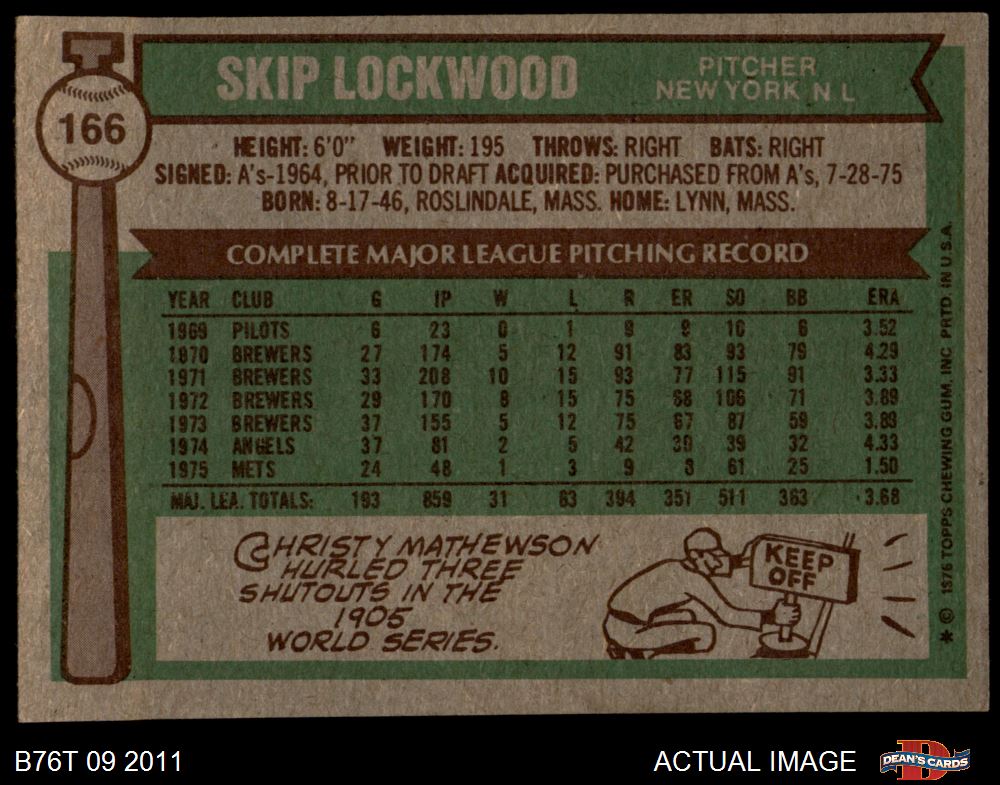 166
SKIP LOCKWOOD
PITCHER
NEW YORK N L
HEIGHT: 6'0" WEIGHT: 195 THROWS: RIGHT BATS: RIGHT
SIGNED: A's-1964, PRIOR TO DRAFT ACQUIRED: PURCHASED FROM A's, 7-28-75
BORN: 8-17-46, ROSLINDALE, MASS. HOME: LYNN, MASS.
COMPLETE MAJOR LEAGUE PITCHING RECORD
YEAR CLUB G IP W L R ER SO BB ERA
1969 PILOTS 6 23 0 1 9 9 10 6 3.52
1970 BREWERS 27 174 5 12 91 83 93 79 4.29
1971 BREWERS 33 208 10 15 93 77 115 91 3.33
1972 BREWERS 29 170 8 15 75 68 106 71 3.89
1973 BREWERS 37 155 5 12 75 67 87 59 3.89
1974 ANGELS 37 81 2 5 42 39 39 32 4.33
1975 METS 24 48 1 3 9 8 61 25 1.50
MAJ. LEA. TOTALS: 193 859 31 63 394 351 511 363 3.68
CHRISTY MATHEWSON
HURLED THREE
SHUTOUTS IN THE
1905
WORLD SERIES.
KEEP
OFF
* © 1976 TOPPS CHEWING GUM, INC PRTD. IN U.S.A.
B76T 09 2011
ACTUAL IMAGE
DEAN'S CARDS